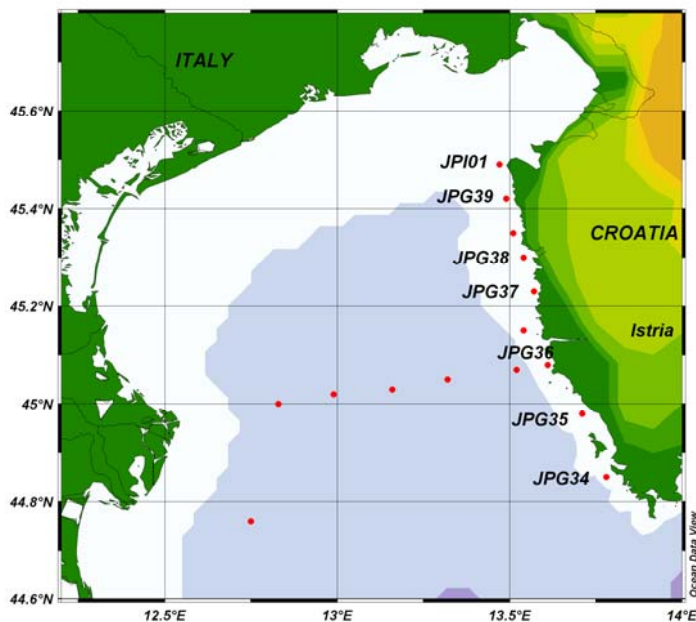 ITALY
45.6°N
JPI01
45.4°N
JPG39
CROATIA
JPG38
45.2°N
JPG37
Istria
JPG36
45°N
JPG35
JPG34
44.8°N
Ocean Data View
44.6°N
12.5°E
13°E
13.5°E
14°E